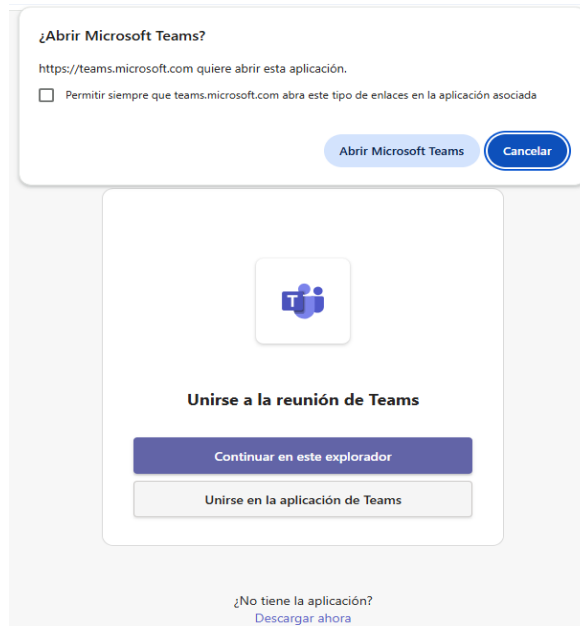 ¿Abrir Microsoft Teams?
https://teams.microsoft.com quiere abrir esta aplicación.
Permitir siempre que teams.microsoft.com abra este tipo de enlaces en la aplicación asociada
Abrir Microsoft Teams
Cancelar
T
Unirse a la reunión de Teams
Continuar en este explorador
Unirse en la aplicación de Teams
¿No tiene la aplicación?
Descargar ahora